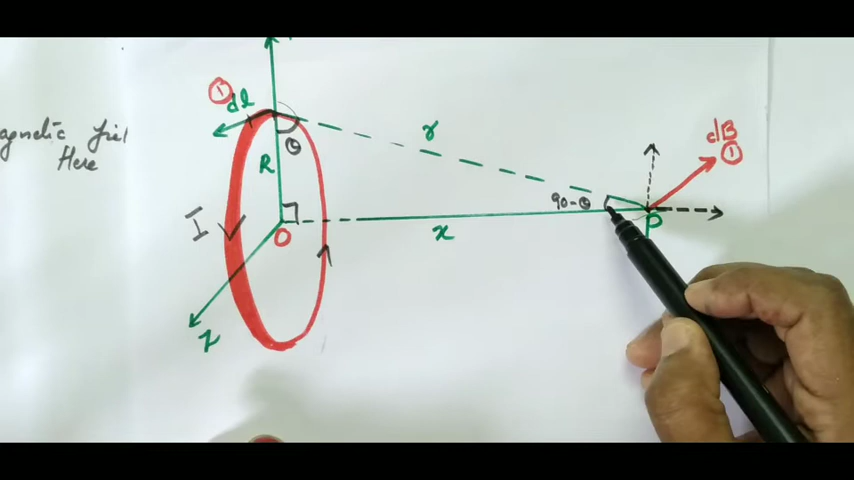 agnetic fiel
Here
①
dl
R
θ
r
90-θ
dB
①
I
O
x
P
z